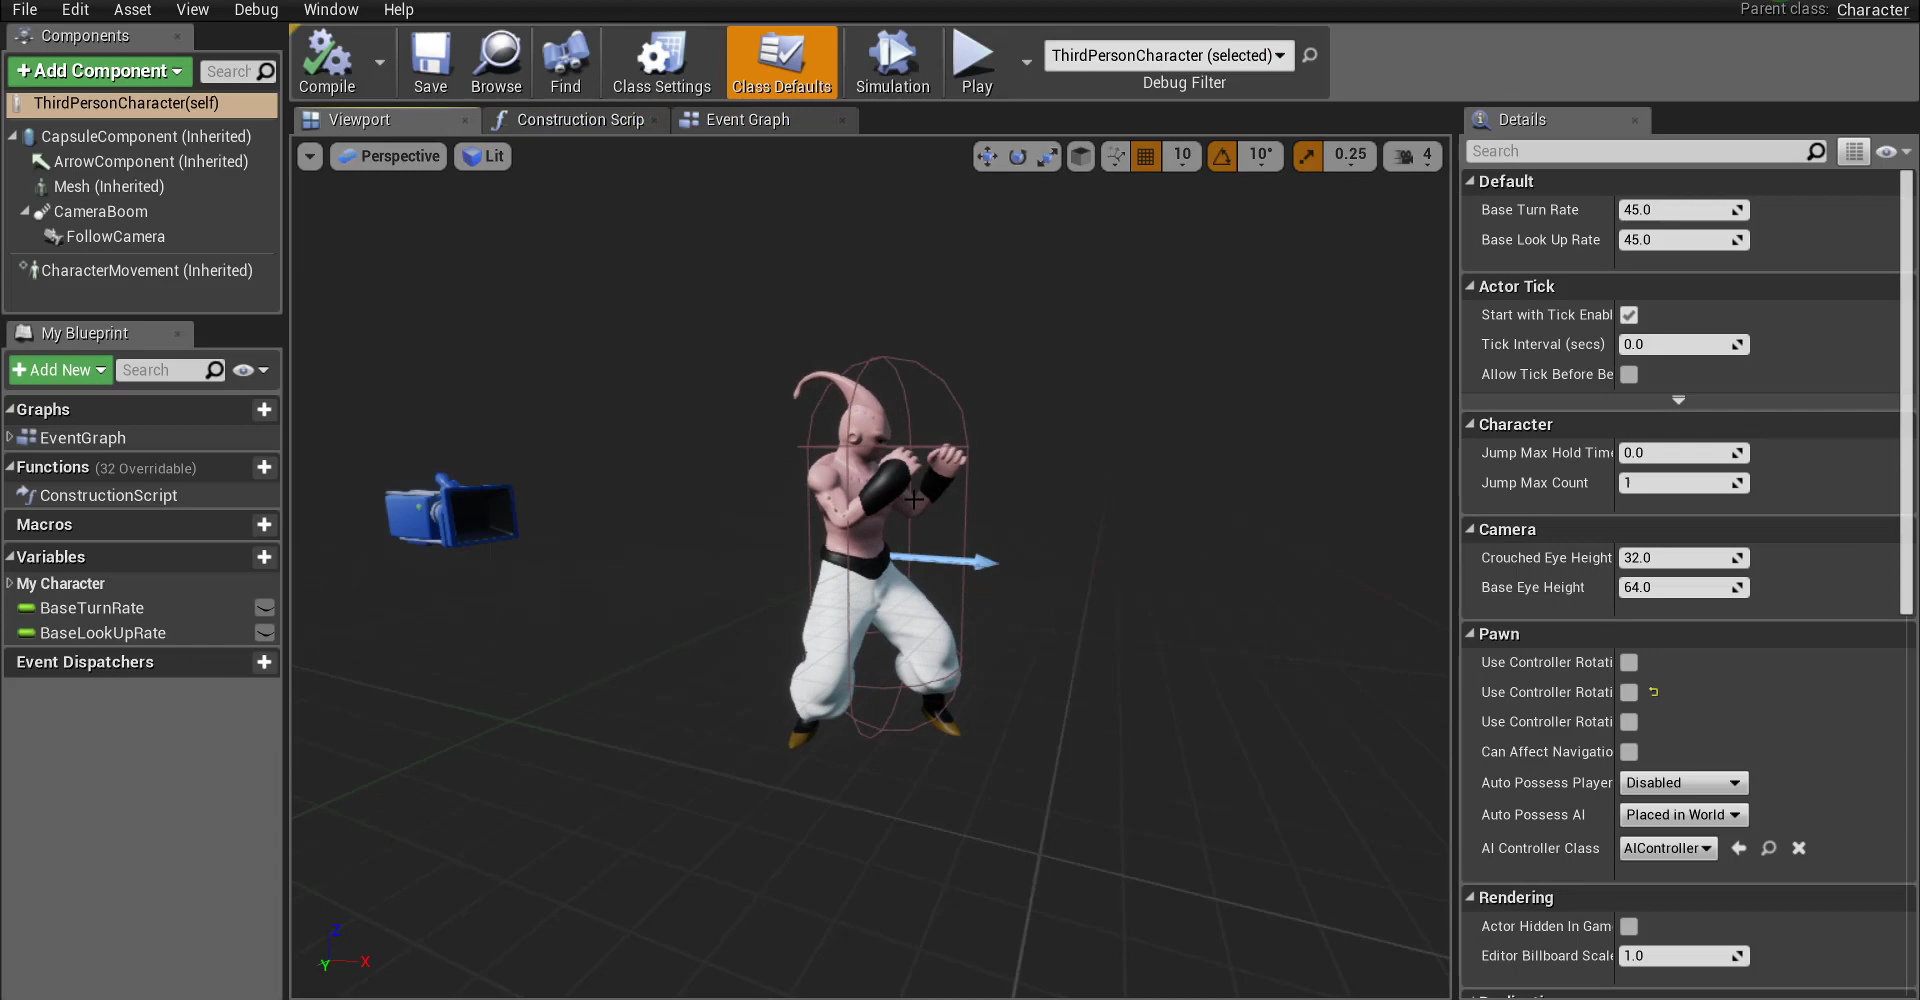 File Edit Asset View Debug Window Help
Parent class: Character
Components
+ Add Component
Search
ThirdPersonCharacter(self)
CapsuleComponent (Inherited)
ArrowComponent (Inherited)
Mesh (Inherited)
CameraBoom
FollowCamera
CharacterMovement (Inherited)
My Blueprint
+ Add New
Search
Graphs
EventGraph
Functions (32 Overridable)
ConstructionScript
Macros
Variables
My Character
BaseTurnRate
BaseLookUpRate
Event Dispatchers
Compile
Save
Browse
Find
Class Settings
Class Defaults
Simulation
Play
ThirdPersonCharacter (selected)
Debug Filter
Viewport
Construction Scrip
Event Graph
Perspective
Lit
10
10°
0.25
4
Z
Y
X
Details
Search
Default
Base Turn Rate 45.0
Base Look Up Rate 45.0
Actor Tick
Start with Tick Enabl
Tick Interval (secs) 0.0
Allow Tick Before Be
Character
Jump Max Hold Time 0.0
Jump Max Count 1
Camera
Crouched Eye Height 32.0
Base Eye Height 64.0
Pawn
Use Controller Rotati
Use Controller Rotati
Use Controller Rotati
Can Affect Navigatio
Auto Possess Player Disabled
Auto Possess AI Placed in World
AI Controller Class AIController
Rendering
Actor Hidden In Gam
Editor Billboard Scale 1.0